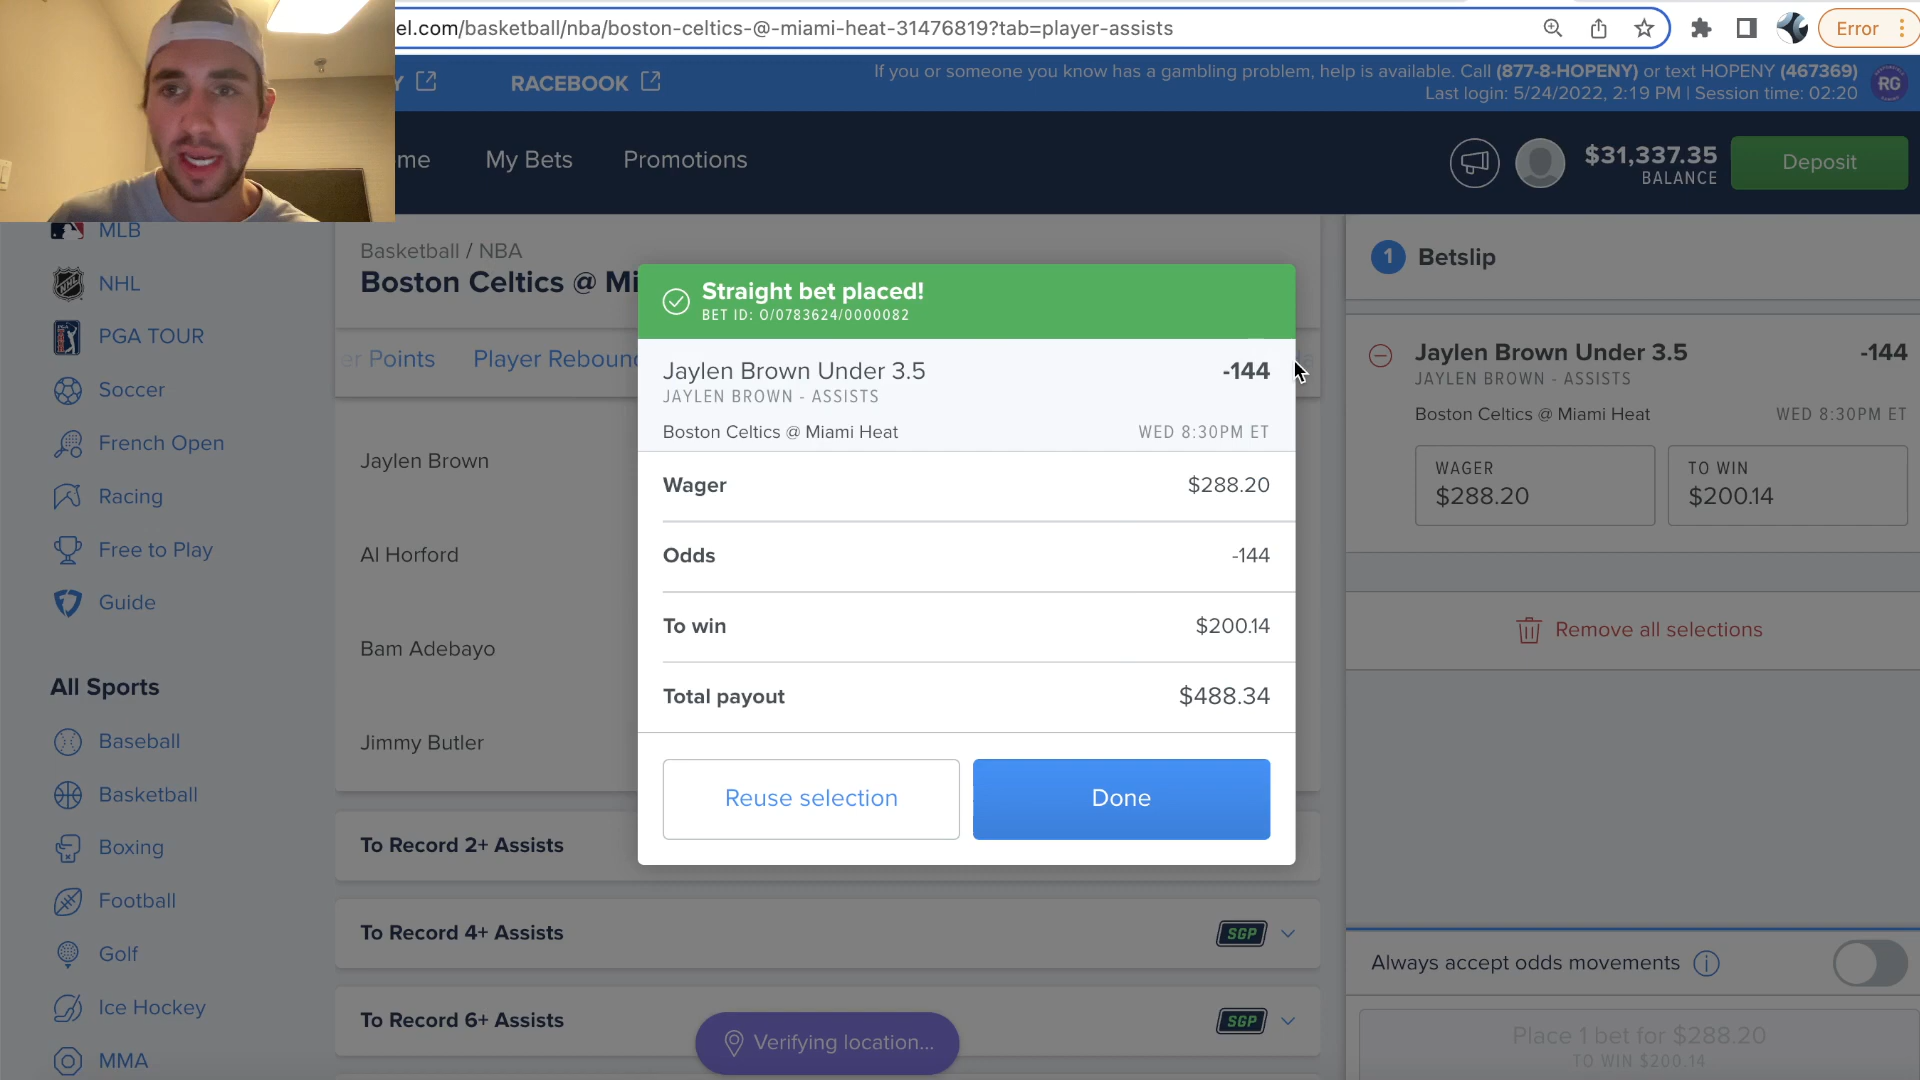 el.com/basketball/nba/boston-celtics-@-miami-heat-31476819?tab=player-assists
Error
Y
RACEBOOK
If you or someone you know has a gambling problem, help is available. Call (877-8-HOPENY) or text HOPENY (467369)
Last login: 5/24/2022, 2:19 PM | Session time: 02:20
RG
me
My Bets
Promotions
$31,337.35
BALANCE
Deposit
MLB
NHL
PGA TOUR
Soccer
French Open
Racing
Free to Play
Guide
All Sports
Baseball
Basketball
Boxing
Football
Golf
Ice Hockey
MMA
Basketball / NBA
Boston Celtics @ Mi
er Points
Player Rebound
Jaylen Brown
Al Horford
Bam Adebayo
Jimmy Butler
To Record 2+ Assists
To Record 4+ Assists
SGP
To Record 6+ Assists
SGP
Verifying location...
Straight bet placed!
BET ID: O/0783624/0000082
Jaylen Brown Under 3.5
-144
JAYLEN BROWN - ASSISTS
Boston Celtics @ Miami Heat
WED 8:30PM ET
Wager
$288.20
Odds
-144
To win
$200.14
Total payout
$488.34
Reuse selection
Done
1
Betslip
Jaylen Brown Under 3.5
-144
JAYLEN BROWN - ASSISTS
Boston Celtics @ Miami Heat
WED 8:30PM ET
WAGER
$288.20
TO WIN
$200.14
Remove all selections
Always accept odds movements
Place 1 bet for $288.20
TO WIN $200.14